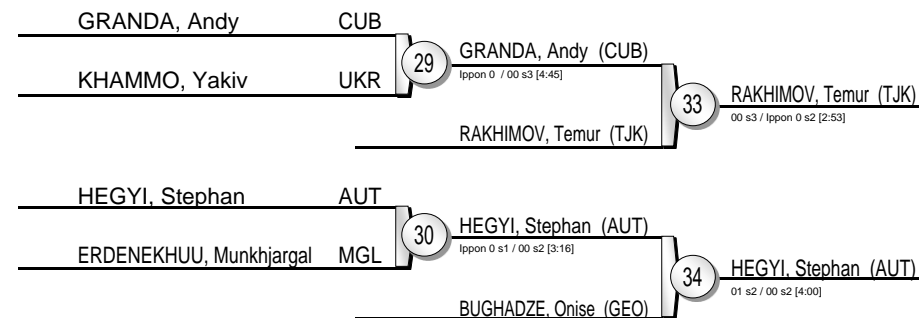 GRANDA, Andy CUB
KHAMMO, Yakiv UKR
29
GRANDA, Andy (CUB)
Ippon 0 / 00 s3 [4:45]
RAKHIMOV, Temur (TJK)
33
RAKHIMOV, Temur (TJK)
00 s3 / Ippon 0 s2 [2:53]
HEGYI, Stephan AUT
ERDENEKHUU, Munkhjargal MGL
30
HEGYI, Stephan (AUT)
Ippon 0 s1 / 00 s2 [3:16]
BUGHADZE, Onise (GEO)
34
HEGYI, Stephan (AUT)
01 s2 / 00 s2 [4:00]